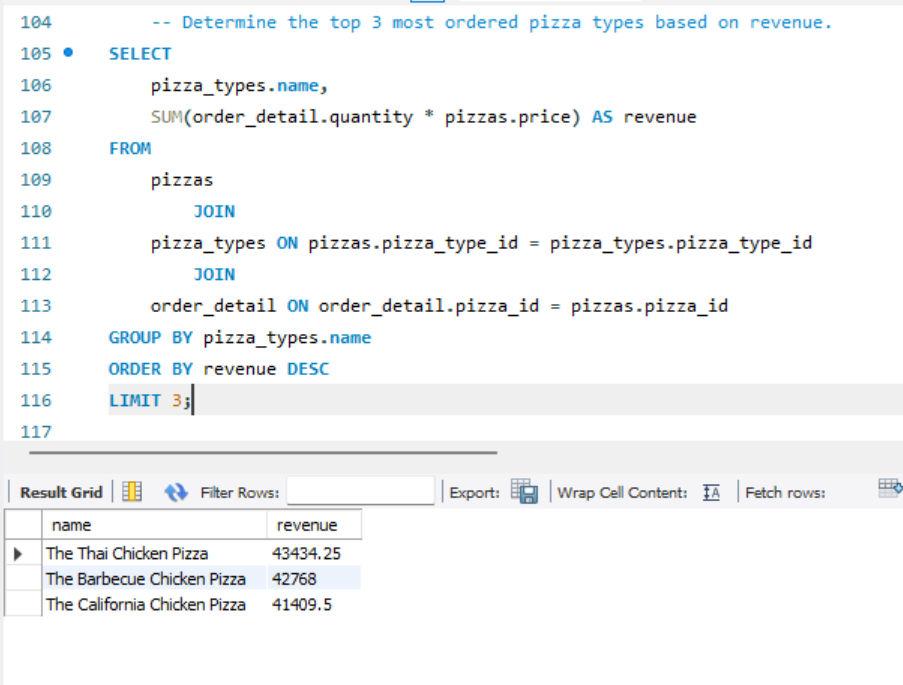 104 -- Determine the top 3 most ordered pizza types based on revenue.
105 SELECT
106 pizza_types.name,
107 SUM(order_detail.quantity * pizzas.price) AS revenue
108 FROM
109 pizzas
110 JOIN
111 pizza_types ON pizzas.pizza_type_id = pizza_types.pizza_type_id
112 JOIN
113 order_detail ON order_detail.pizza_id = pizzas.pizza_id
114 GROUP BY pizza_types.name
115 ORDER BY revenue DESC
116 LIMIT 3;
117
Result Grid Filter Rows: Export: Wrap Cell Content: IA Fetch rows:
name revenue
The Thai Chicken Pizza 43434.25
The Barbecue Chicken Pizza 42768
The California Chicken Pizza 41409.5